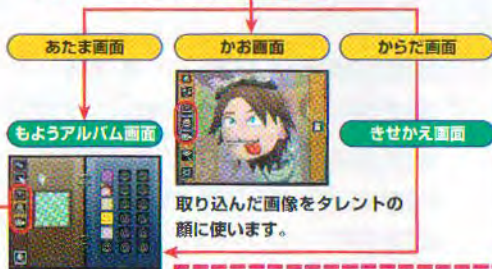 あたま画面
かお画面
からだ画面
もようアルバム画面
きせかえ画面
取り込んだ画像をタレントの
顔に使います。